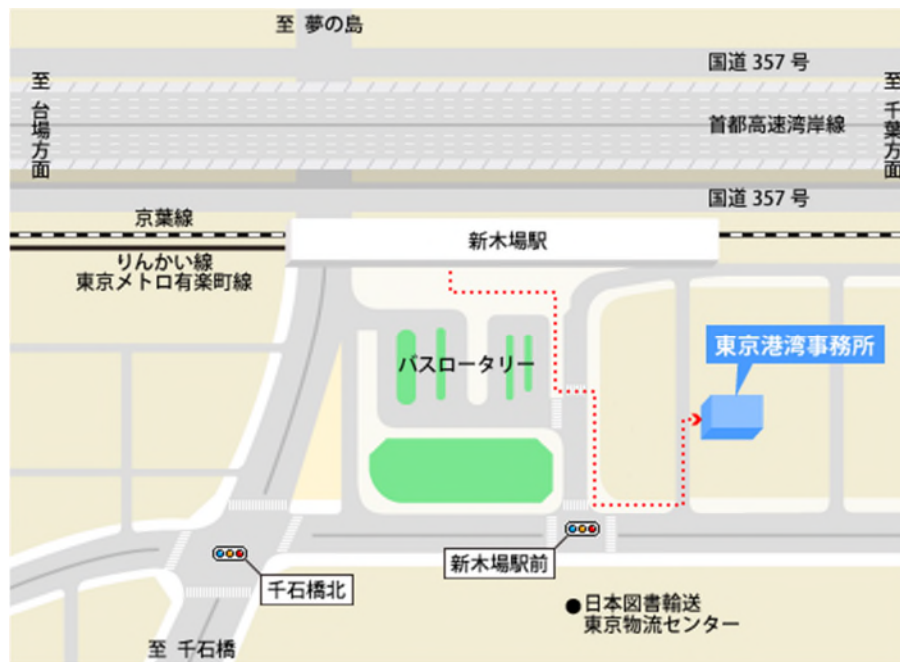 至 夢の島
国道 357 号
至 台場方面
至 千葉方面
首都高速湾岸線
国道 357 号
京葉線
新木場駅
りんかい線
東京メトロ有楽町線
東京港湾事務所
バスロータリー
新木場駅前
千石橋北
日本図書輸送
東京物流センター
至 千石橋